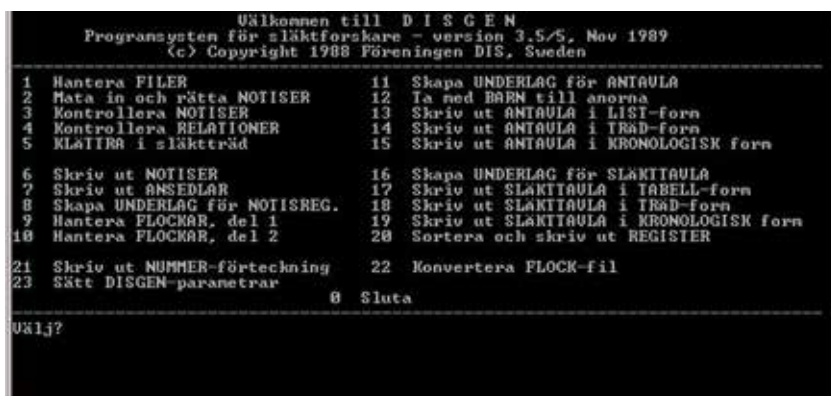 Välkommen till D I S G E N
Programsystem för släktforskare - version 3.5/5, Nov 1989
(c) Copyright 1988 Föreningen DIS, Sweden
1 Hantera FILER 11 Skapa UNDERLAG för ANTAVLA
2 Mata in och rätta NOTISER 12 Ta med BARN till anorna
3 Kontrollera NOTISER 13 Skriv ut ANTAVLA i LIST-form
4 Kontrollera RELATIONER 14 Skriv ut ANTAVLA i TRÄD-form
5 KLÄTTRA i släktträd 15 Skriv ut ANTAVLA i KRONOLOGISK form
6 Skriv ut NOTISER 16 Skapa UNDERLAG för SLÄKTTAVLA
7 Skriv ut ANSEDLAR 17 Skriv ut SLÄKTTAVLA i TABELL-form
8 Skapa UNDERLAG för NOTISREG. 18 Skriv ut SLÄKTTAVLA i TRÄD-form
9 Hantera FLOCKAR, del 1 19 Skriv ut SLÄKTTAVLA i KRONOLOGISK form
10 Hantera FLOCKAR, del 2 20 Sortera och skriv ut REGISTER
21 Skriv ut NUMMER-förteckning 22 Konvertera FLOCK-fil
23 Sätt DISGEN-parametrar
0 Sluta
Välj?